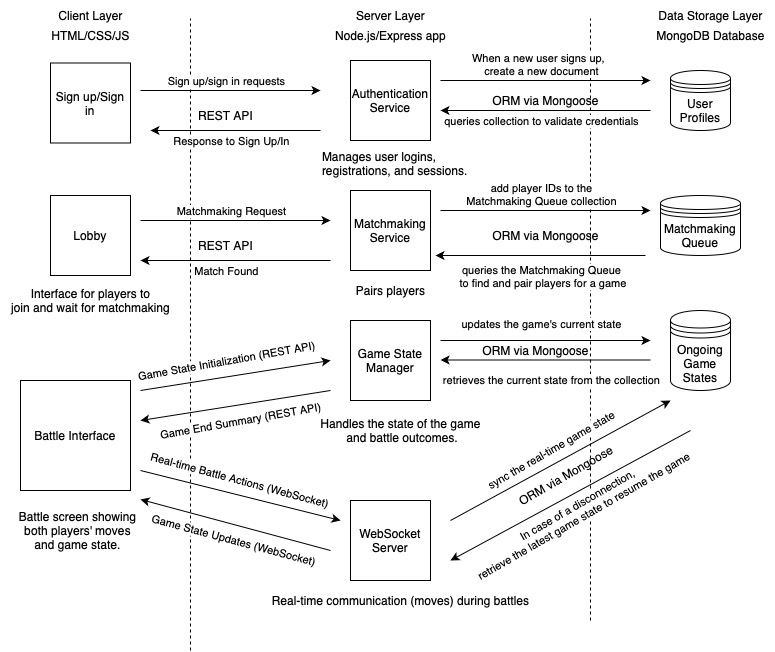 Client Layer
HTML/CSS/JS
Server Layer
Node.js/Express app
Data Storage Layer
MongoDB Database
Sign up/Sign
in
Sign up/sign in requests
REST API
Response to Sign Up/In
Authentication
Service
Manages user logins,
registrations, and sessions.
When a new user signs up,
create a new document
ORM via Mongoose
queries collection to validate credentials
User
Profiles
Lobby
Interface for players to
join and wait for matchmaking
Matchmaking Request
REST API
Match Found
Matchmaking
Service
Pairs players
add player IDs to the
Matchmaking Queue collection
ORM via Mongoose
queries the Matchmaking Queue
to find and pair players for a game
Matchmaking
Queue
Game State Initialization (REST API)
Game End Summary (REST API)
Game State
Manager
Handles the state of the game
and battle outcomes.
updates the game's current state
ORM via Mongoose
retrieves the current state from the collection
Ongoing
Game
States
Battle Interface
Battle screen showing
both players' moves
and game state.
Real-time Battle Actions (WebSocket)
Game State Updates (WebSocket)
WebSocket
Server
Real-time communication (moves) during battles
sync the real-time game state
ORM via Mongoose
In case of a disconnection,
retrieve the latest game state to resume the game